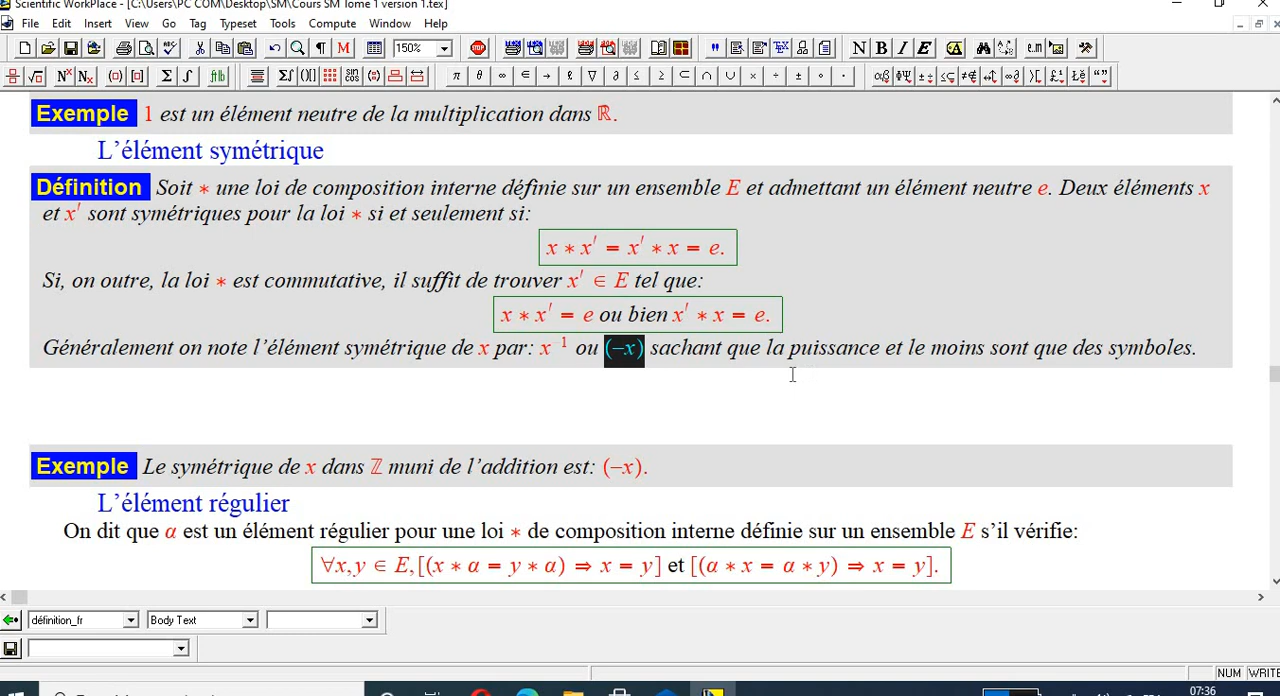 Scientific WorkPlace - [C:\Users\PC COM\Desktop\SM\Cours SM Tome 1 version 1.tex]
File Edit Insert View Go Tag Typeset Tools Compute Window Help
150%
Exemple 1 est un élément neutre de la multiplication dans ℝ.
L'élément symétrique
Définition Soit * une loi de composition interne définie sur un ensemble E et admettant un élément neutre e. Deux éléments x
et x′ sont symétriques pour la loi * si et seulement si:
x * x′ = x′ * x = e.
Si, on outre, la loi * est commutative, il suffit de trouver x′ ∈ E tel que:
x * x′ = e ou bien x′ * x = e.
Généralement on note l'élément symétrique de x par: x⁻¹ ou (−x) sachant que la puissance et le moins sont que des symboles.
Exemple Le symétrique de x dans ℤ muni de l'addition est: (−x).
L'élément régulier
On dit que α est un élément régulier pour une loi * de composition interne définie sur un ensemble E s'il vérifie:
∀x,y ∈ E,[(x * α = y * α) ⇒ x = y] et [(α * x = α * y) ⇒ x = y].
définition_fr Body Text
NUM WRITE
07:36